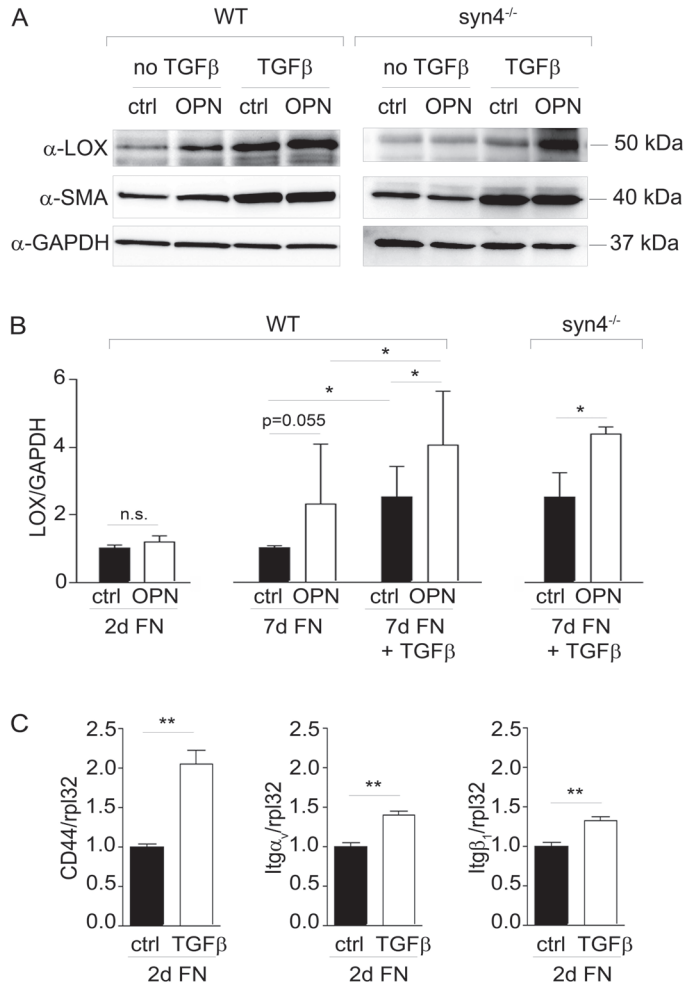 A
WT syn4-/-
no TGFβ TGFβ no TGFβ TGFβ
ctrl OPN ctrl OPN ctrl OPN ctrl OPN
α-LOX 50 kDa
α-SMA 40 kDa
α-GAPDH 37 kDa
B
WT syn4-/-
LOX/GAPDH
6
4
2
0
n.s.
p=0.055
*
*
*
*
ctrl OPN ctrl OPN ctrl OPN ctrl OPN
2d FN 7d FN 7d FN 7d FN
+ TGFβ + TGFβ
C
CD44/rpl32
2.5
2.0
1.5
1.0
0.5
0.0
**
ctrl TGFβ
2d FN
Itgαv/rpl32
2.5
2.0
1.5
1.0
0.5
0.0
**
ctrl TGFβ
2d FN
Itgβ1/rpl32
2.5
2.0
1.5
1.0
0.5
0.0
**
ctrl TGFβ
2d FN